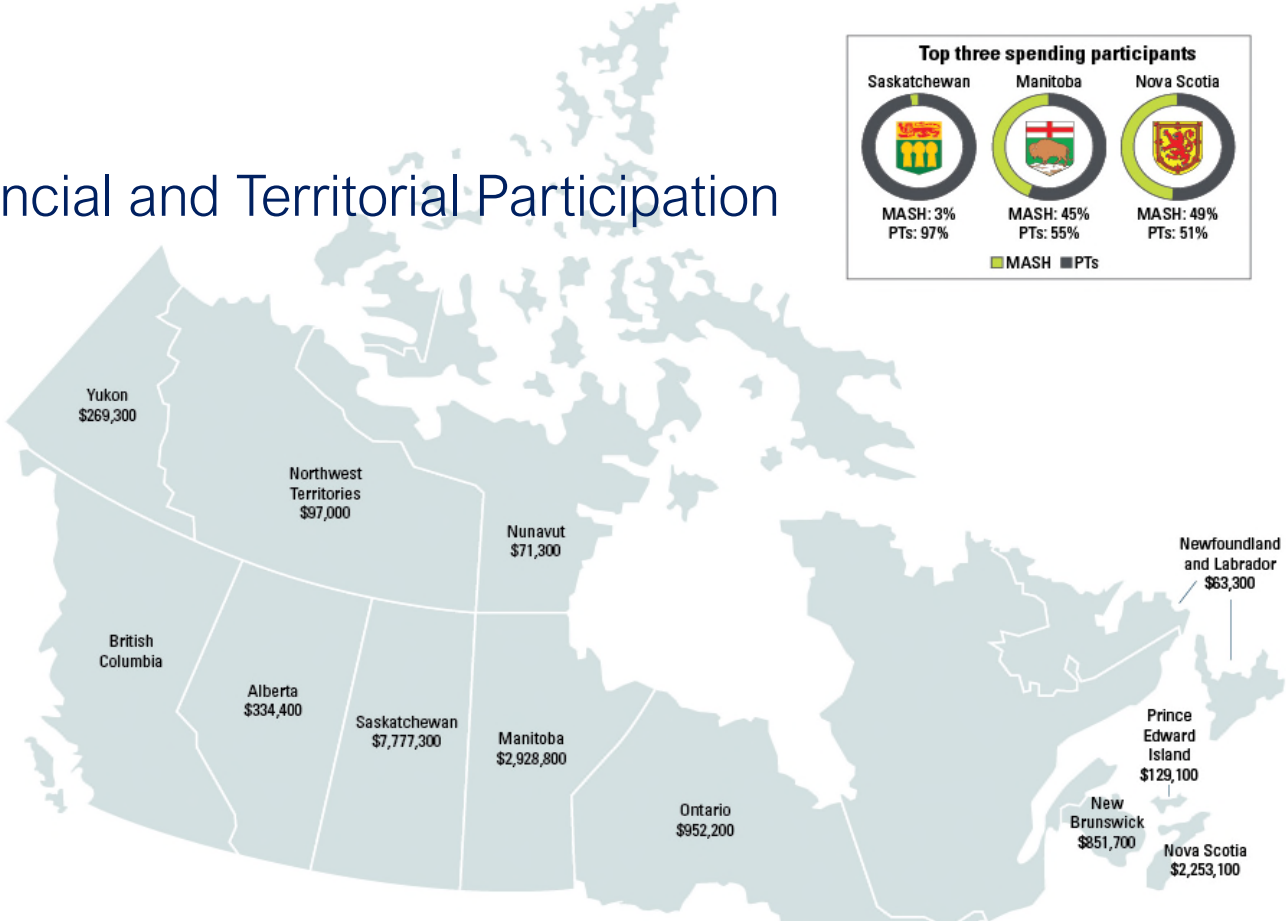 ncial and Territorial Participation
Top three spending participants
Saskatchewan
MASH: 3%
PTs: 97%
Manitoba
MASH: 45%
PTs: 55%
Nova Scotia
MASH: 49%
PTs: 51%
MASH
PTs
Yukon
$269,300
Northwest
Territories
$97,000
Nunavut
$71,300
British
Columbia
Alberta
$334,400
Saskatchewan
$7,777,300
Manitoba
$2,928,800
Ontario
$952,200
Newfoundland
and Labrador
$63,300
Prince
Edward
Island
$129,100
New
Brunswick
$851,700
Nova Scotia
$2,253,100